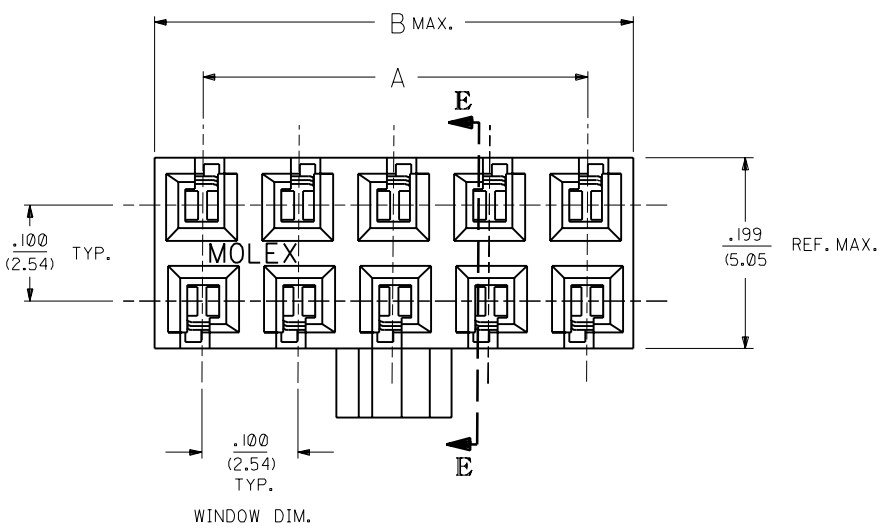 B MAX.
A
E
.100
(2.54)
TYP.
MOLEX
.199
(5.05
REF. MAX.
.100
(2.54)
TYP.
E
WINDOW DIM.